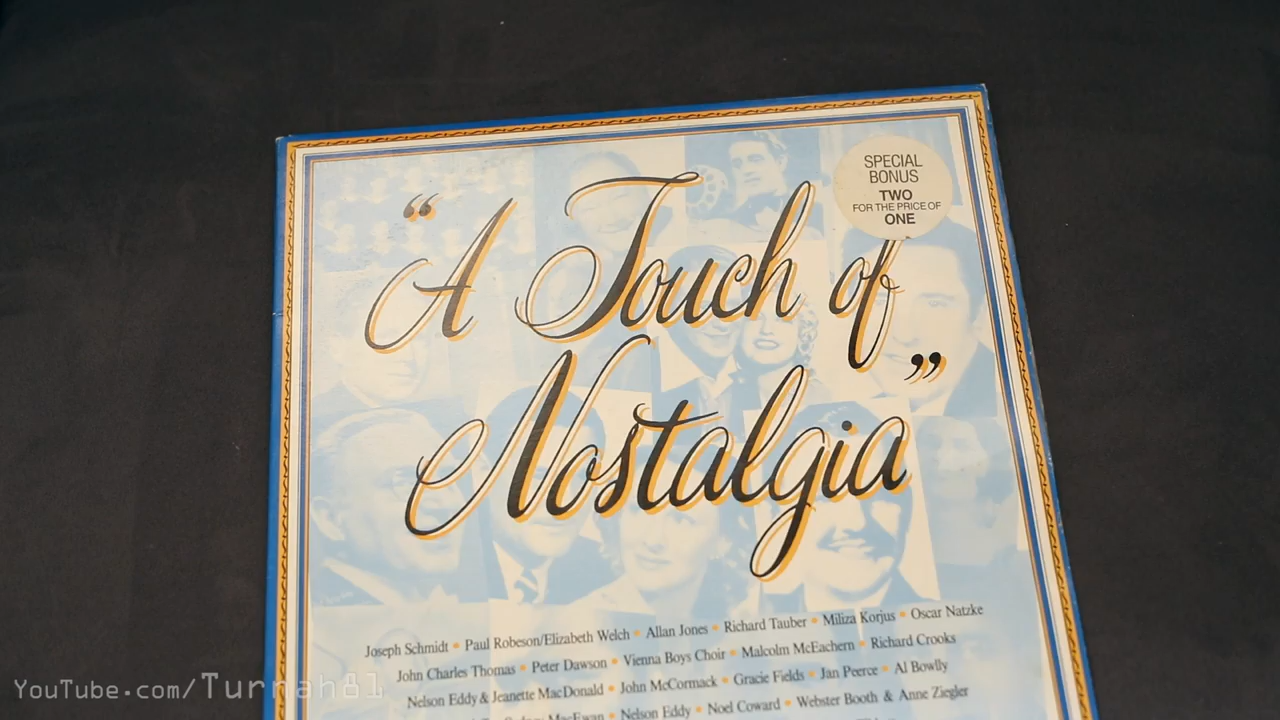 SPECIAL
BONUS
TWO
FOR THE PRICE OF
ONE
“A Touch of
Nostalgia”
Joseph Schmidt • Paul Robeson/Elizabeth Welch • Allan Jones • Richard Tauber • Miliza Korjus • Oscar Natzke
John Charles Thomas • Peter Dawson • Vienna Boys Choir • Malcolm McEachern • Richard Crooks
Nelson Eddy & Jeanette MacDonald • John McCormack • Gracie Fields • Jan Peerce • Al Bowlly
Sydney MacEwan • Nelson Eddy • Noel Coward • Webster Booth & Anne Ziegler
YouTube.com/Turnah81